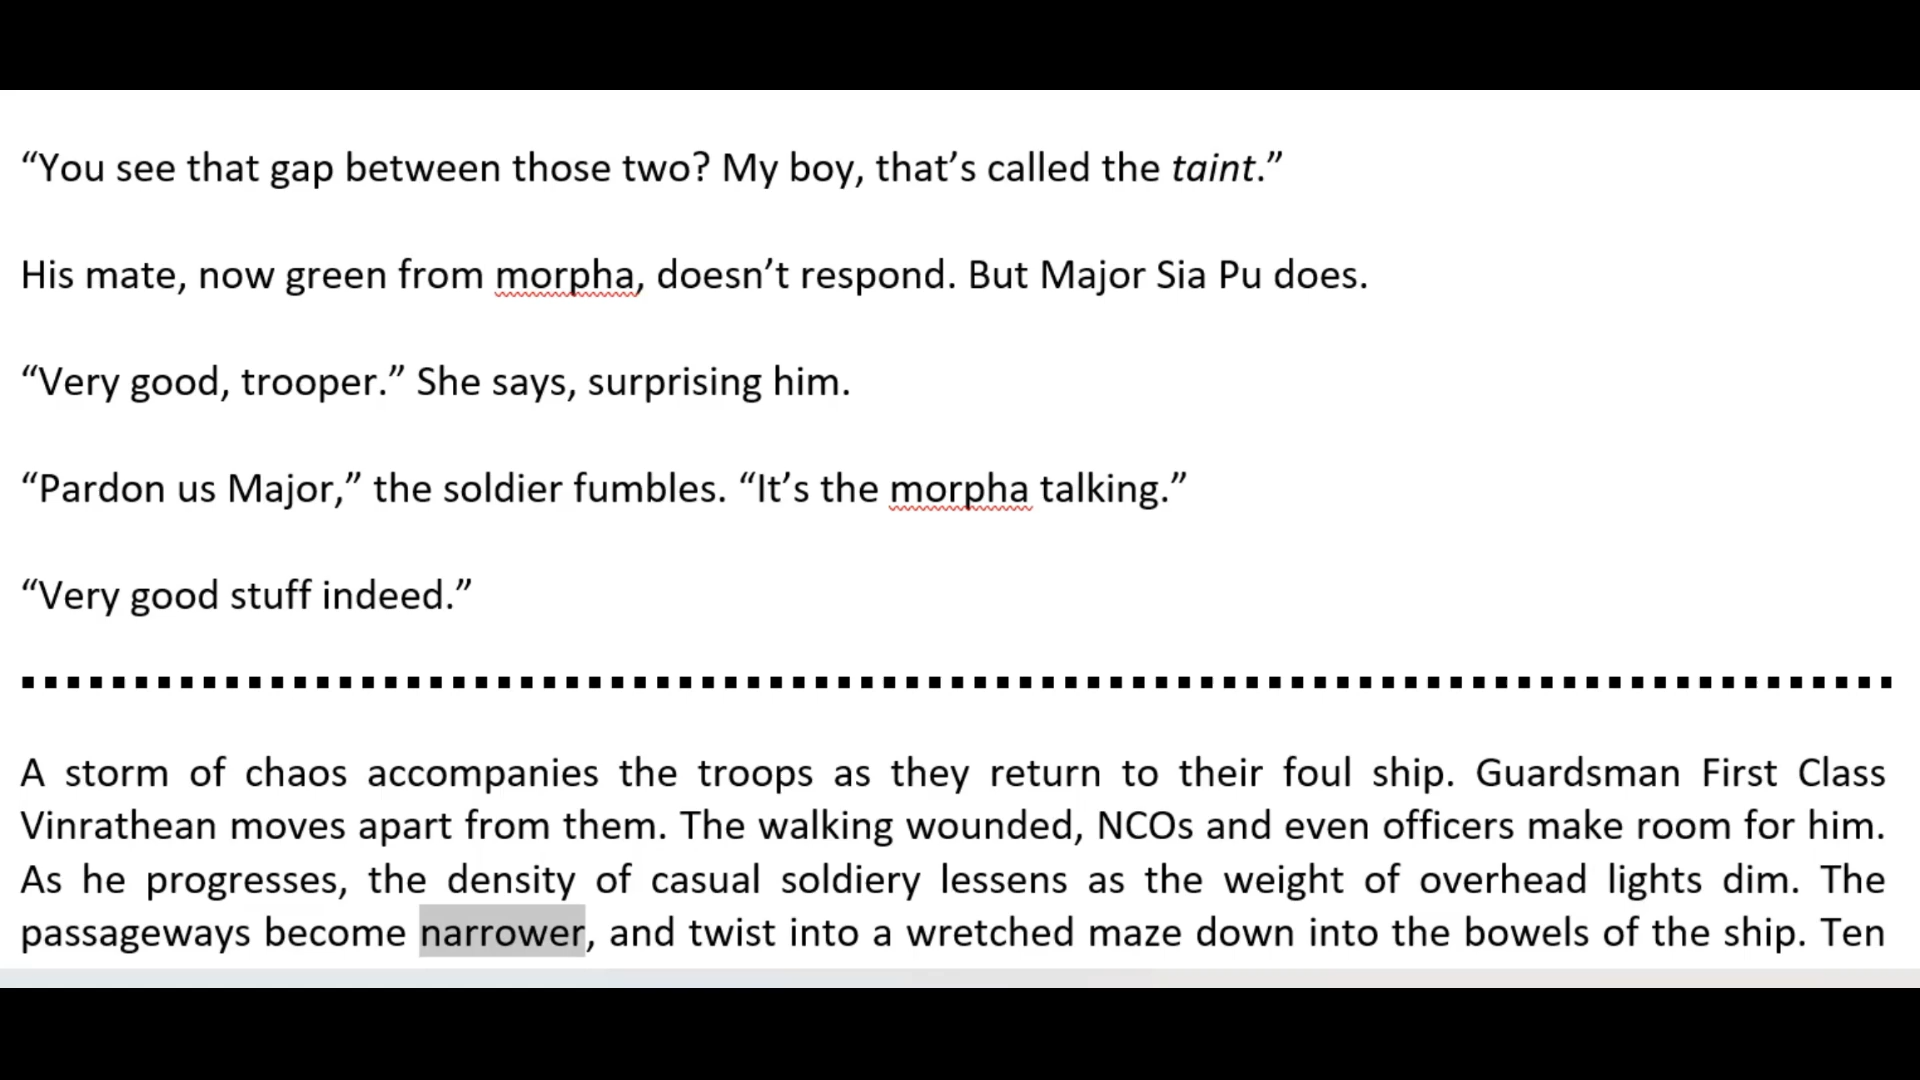 “You see that gap between those two? My boy, that’s called the taint.”
His mate, now green from morpha, doesn’t respond. But Major Sia Pu does.
“Very good, trooper.” She says, surprising him.
“Pardon us Major,” the soldier fumbles. “It’s the morpha talking.”
“Very good stuff indeed.”
A storm of chaos accompanies the troops as they return to their foul ship. Guardsman First Class
Vinrathean moves apart from them. The walking wounded, NCOs and even officers make room for him.
As he progresses, the density of casual soldiery lessens as the weight of overhead lights dim. The
passageways become narrower, and twist into a wretched maze down into the bowels of the ship. Ten